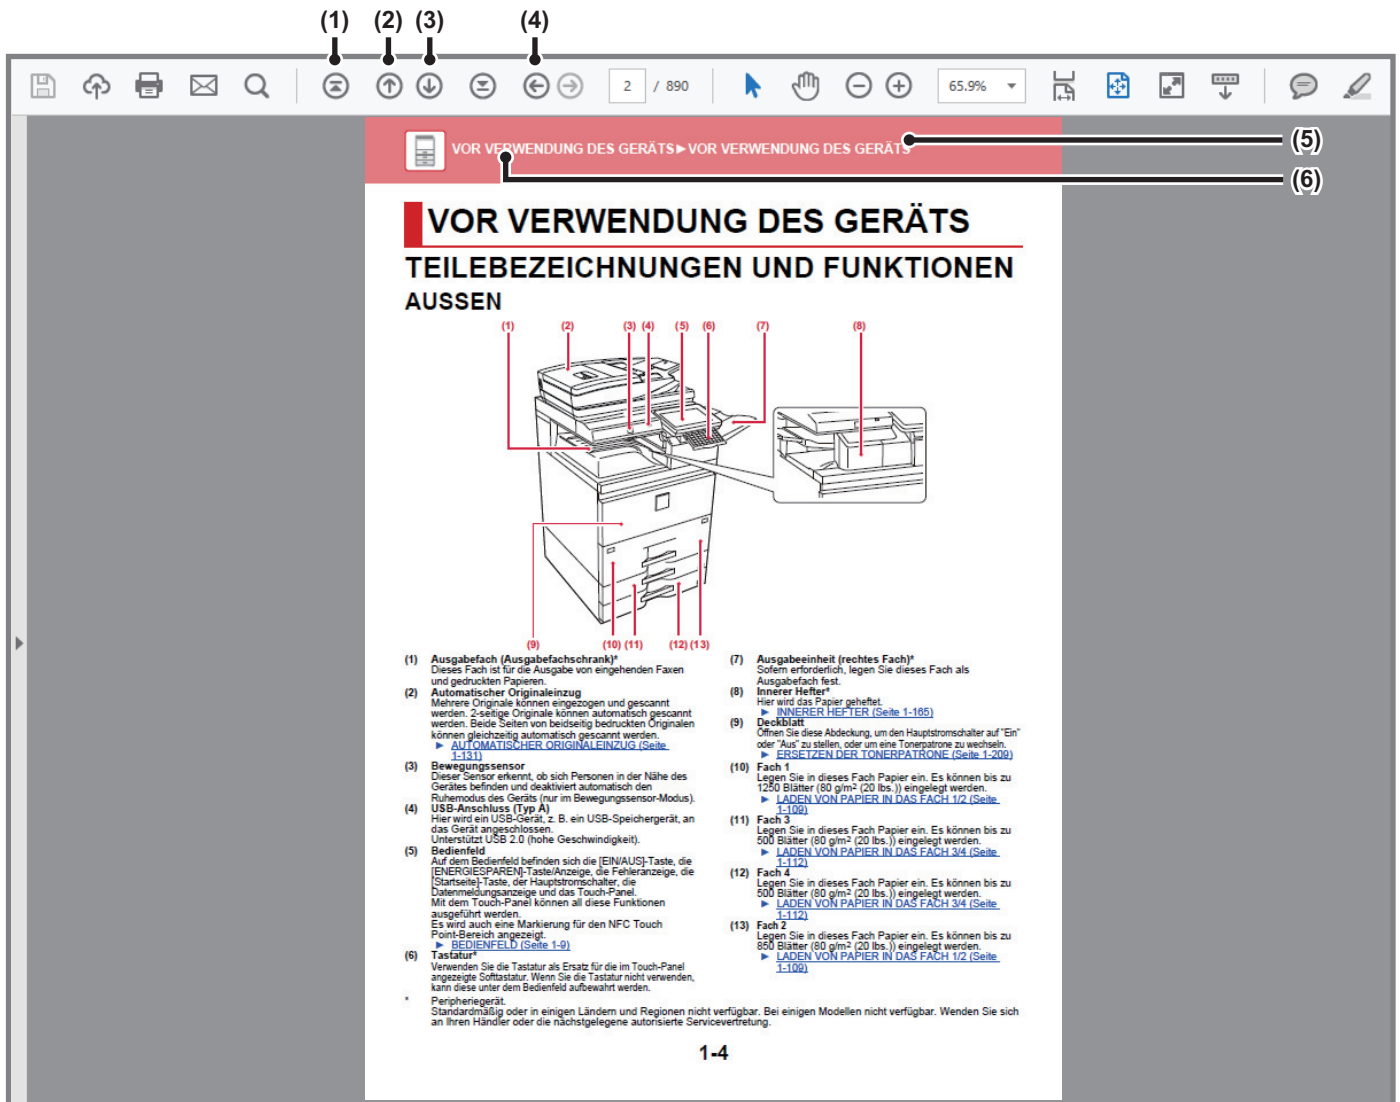 (1) (2) (3) (4)
2 / 890 65.9%
VOR VERWENDUNG DES GERÄTS►VOR VERWENDUNG DES GERÄTS
(5)
(6)
VOR VERWENDUNG DES GERÄTS
TEILEBEZEICHNUNGEN UND FUNKTIONEN
AUSSEN
(1) (2) (3) (4) (5) (6) (7) (8)
(9) (10) (11) (12) (13)
(1) Ausgabefach (Ausgabefachschrank)*
Dieses Fach ist für die Ausgabe von eingehenden Faxen
und gedruckten Papieren.
(2) Automatischer Originaleinzug
Mehrere Originale können eingezogen und gescannt
werden. 2-seitige Originale können automatisch gescannt
werden. Beide Seiten von beidseitig bedruckten Originalen
können gleichzeitig automatisch gescannt werden.
► AUTOMATISCHER ORIGINALEINZUG (Seite
1-131)
(3) Bewegungssensor
Dieser Sensor erkennt, ob sich Personen in der Nähe des
Gerätes befinden und deaktiviert automatisch den
Ruhemodus des Geräts (nur im Bewegungssensor-Modus).
(4) USB-Anschluss (Typ A)
Hier wird ein USB-Gerät, z. B. ein USB-Speichergerät, an
das Gerät angeschlossen.
Unterstützt USB 2.0 (hohe Geschwindigkeit).
(5) Bedienfeld
Auf dem Bedienfeld befinden sich die [EIN/AUS]-Taste, die
[ENERGIESPAREN]-Taste/Anzeige, die Fehleranzeige, die
[Startseite]-Taste, der Hauptstromschalter, die
Datenmeldungsanzeige und das Touch-Panel.
Mit dem Touch-Panel können all diese Funktionen
ausgeführt werden.
Es wird auch eine Markierung für den NFC Touch
Point-Bereich angezeigt.
► BEDIENFELD (Seite 1-9)
(6) Tastatur*
Verwenden Sie die Tastatur als Ersatz für die im Touch-Panel
angezeigte Softtastatur. Wenn Sie die Tastatur nicht verwenden,
kann diese unter dem Bedienfeld aufbewahrt werden.
(7) Ausgabeeinheit (rechtes Fach)*
Sofern erforderlich, legen Sie dieses Fach als
Ausgabefach fest.
(8) Innerer Hefter*
Hier wird das Papier geheftet.
► INNERER HEFTER (Seite 1-165)
(9) Deckblatt
Öffnen Sie diese Abdeckung, um den Hauptstromschalter auf "Ein"
oder "Aus" zu stellen, oder um eine Tonerpatrone zu wechseln.
► ERSETZEN DER TONERPATRONE (Seite 1-209)
(10) Fach 1
Legen Sie in dieses Fach Papier ein. Es können bis zu
1250 Blätter (80 g/m² (20 lbs.)) eingelegt werden.
► LADEN VON PAPIER IN DAS FACH 1/2 (Seite
1-109)
(11) Fach 3
Legen Sie in dieses Fach Papier ein. Es können bis zu
500 Blätter (80 g/m² (20 lbs.)) eingelegt werden.
► LADEN VON PAPIER IN DAS FACH 3/4 (Seite
1-112)
(12) Fach 4
Legen Sie in dieses Fach Papier ein. Es können bis zu
500 Blätter (80 g/m² (20 lbs.)) eingelegt werden.
► LADEN VON PAPIER IN DAS FACH 3/4 (Seite
1-112)
(13) Fach 2
Legen Sie in dieses Fach Papier ein. Es können bis zu
850 Blätter (80 g/m² (20 lbs.)) eingelegt werden.
► LADEN VON PAPIER IN DAS FACH 1/2 (Seite
1-109)
* Peripheriegerät.
Standardmäßig oder in einigen Ländern und Regionen nicht verfügbar. Bei einigen Modellen nicht verfügbar. Wenden Sie sich
an Ihren Händler oder die nächstgelegene autorisierte Servicevertretung.
1-4